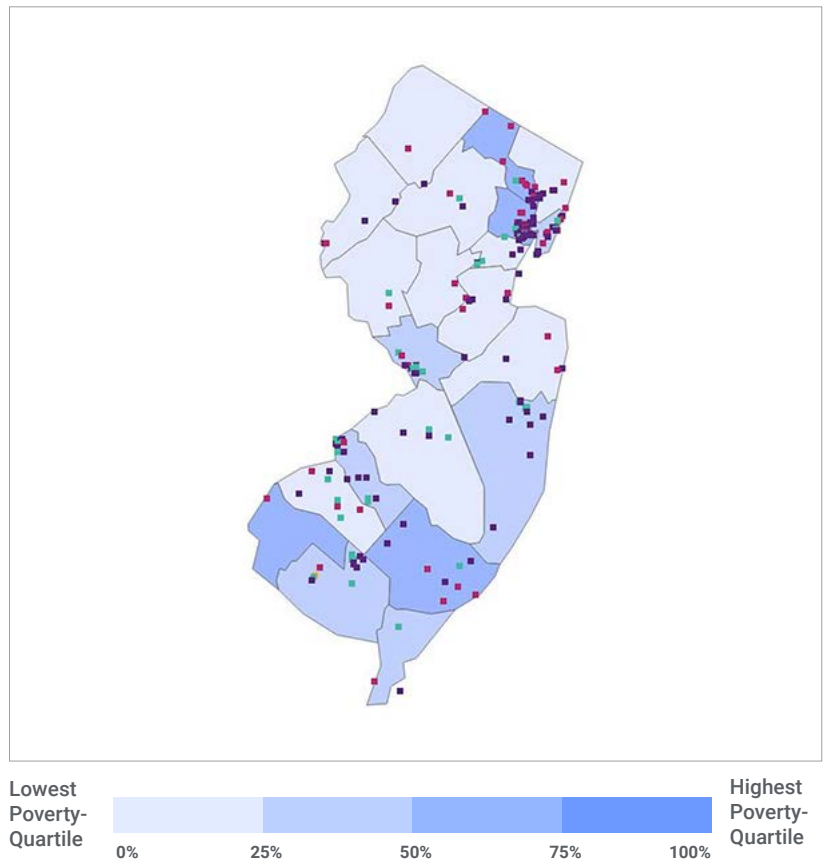 Lowest
Poverty-
Quartile
0%
25%
50%
75%
100%
Highest
Poverty-
Quartile